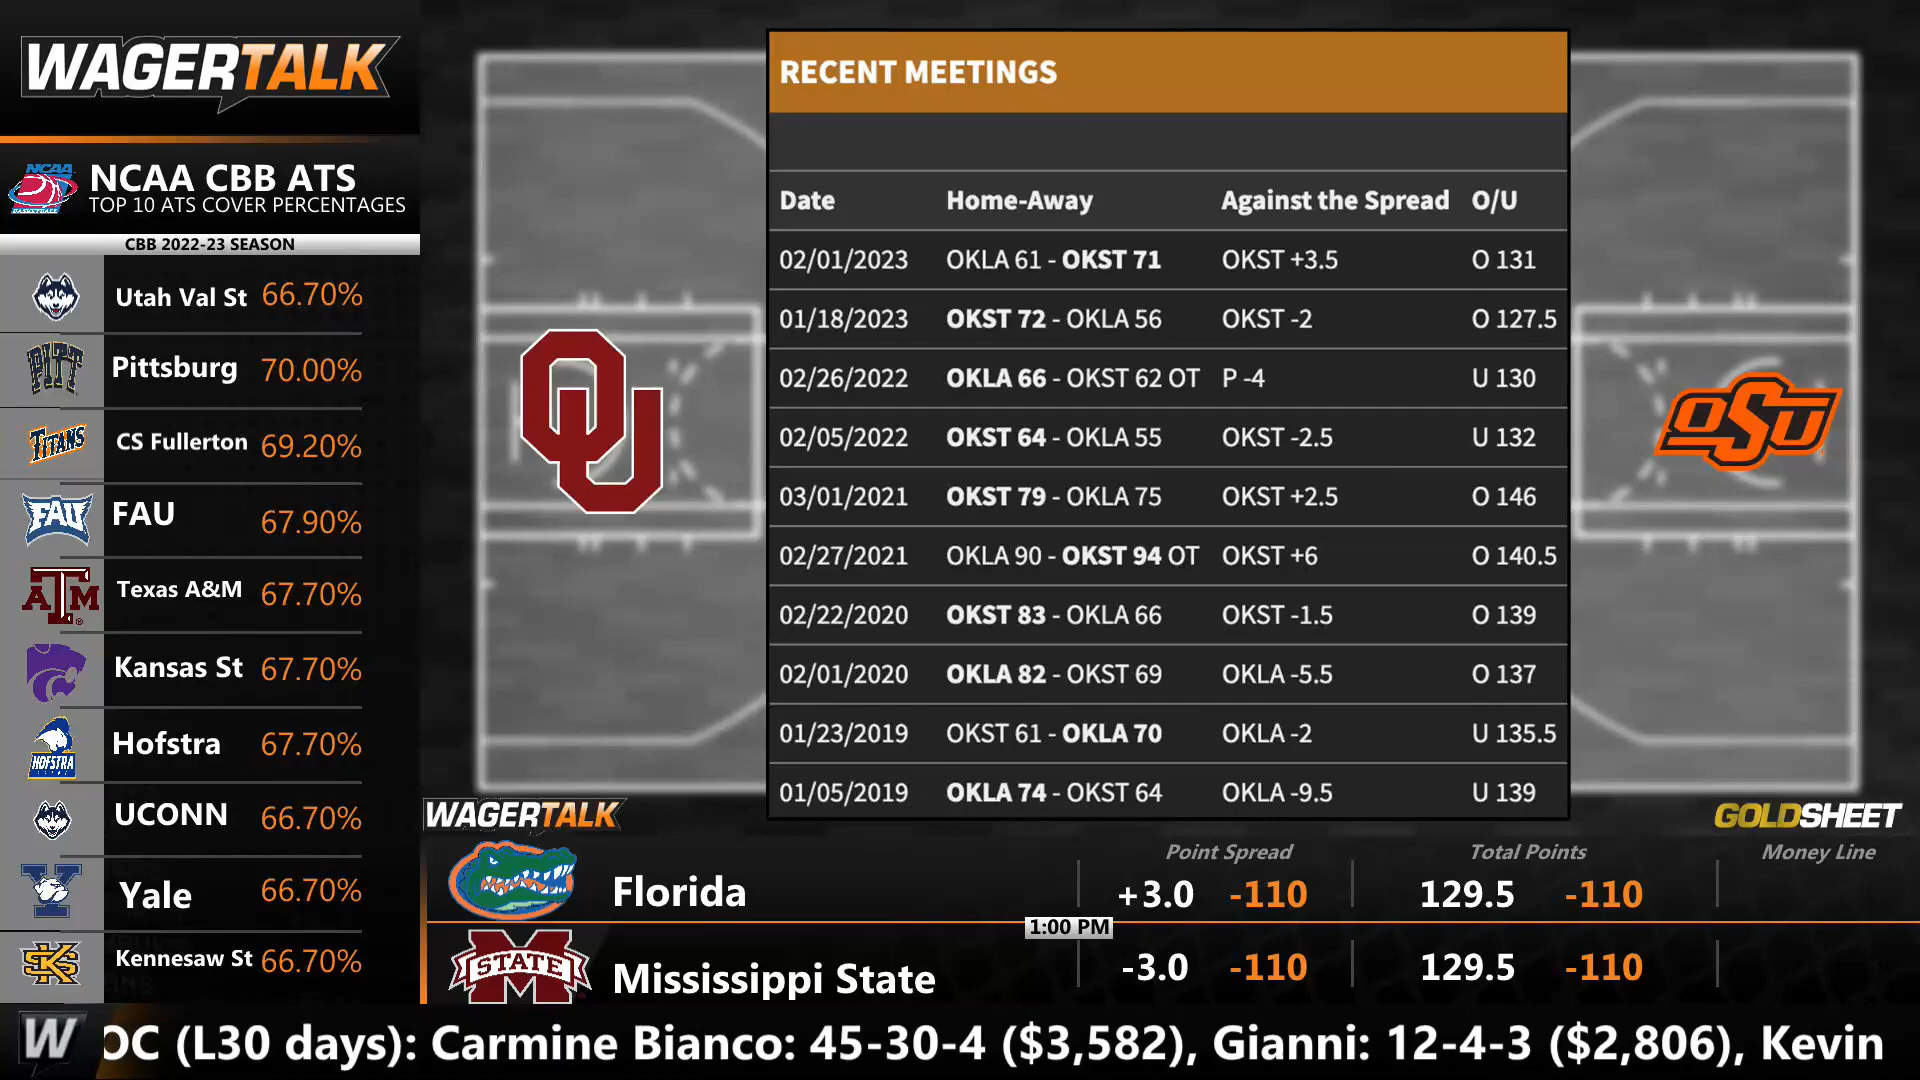 WAGERTALK
NCAA CBB ATS
TOP 10 ATS COVER PERCENTAGES
CBB 2022-23 SEASON
Utah Val St 66.70%
PITT Pittsburg 70.00%
TITANS CS Fullerton 69.20%
FAU FAU 67.90%
ATM Texas A&M 67.70%
Kansas St 67.70%
HOFSTRA Hofstra 67.70%
UCONN 66.70%
Y Yale 66.70%
KS Kennesaw St 66.70%
OU
RECENT MEETINGS
Date Home-Away Against the Spread O/U
02/01/2023 OKLA 61 - OKST 71 OKST +3.5 O 131
01/18/2023 OKST 72 - OKLA 56 OKST -2 O 127.5
02/26/2022 OKLA 66 - OKST 62 OT P -4 U 130
02/05/2022 OKST 64 - OKLA 55 OKST -2.5 U 132
03/01/2021 OKST 79 - OKLA 75 OKST +2.5 O 146
02/27/2021 OKLA 90 - OKST 94 OT OKST +6 O 140.5
02/22/2020 OKST 83 - OKLA 66 OKST -1.5 O 139
02/01/2020 OKLA 82 - OKST 69 OKLA -5.5 O 137
01/23/2019 OKST 61 - OKLA 70 OKLA -2 U 135.5
01/05/2019 OKLA 74 - OKST 64 OKLA -9.5 U 139
OSU
WAGERTALK
GOLDSHEET
Point Spread Total Points Money Line
Florida +3.0 -110 129.5 -110
1:00 PM
STATE Mississippi State -3.0 -110 129.5 -110
W OC (L30 days): Carmine Bianco: 45-30-4 ($3,582), Gianni: 12-4-3 ($2,806), Kevin